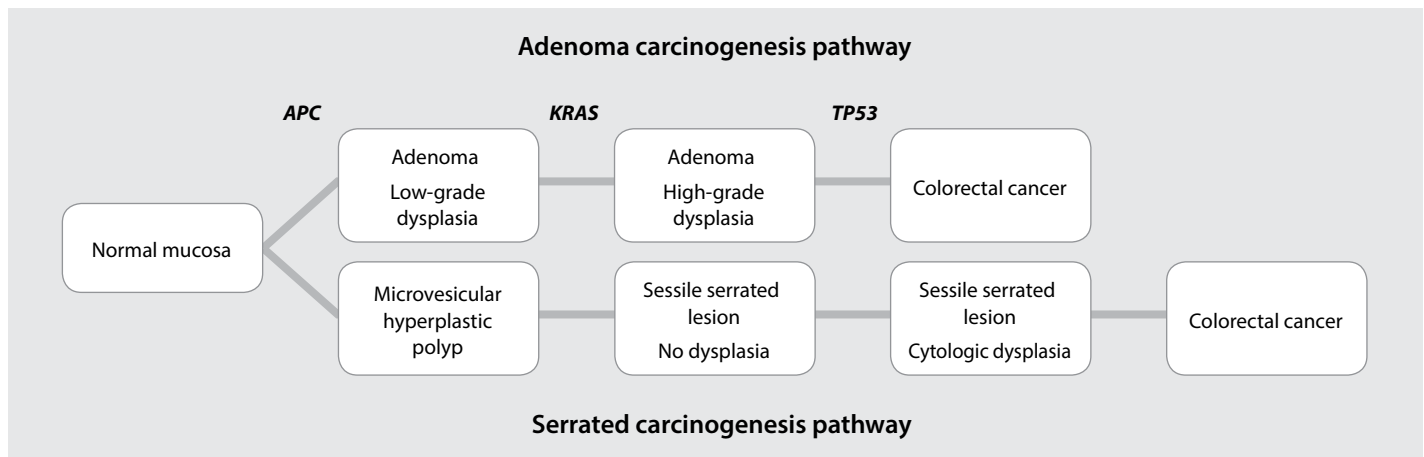 Adenoma carcinogenesis pathway
APC
KRAS
TP53
Normal mucosa
Adenoma
Low-grade
dysplasia
Adenoma
High-grade
dysplasia
Colorectal cancer
Microvesicular
hyperplastic
polyp
Sessile serrated
lesion
No dysplasia
Sessile serrated
lesion
Cytologic dysplasia
Colorectal cancer
Serrated carcinogenesis pathway